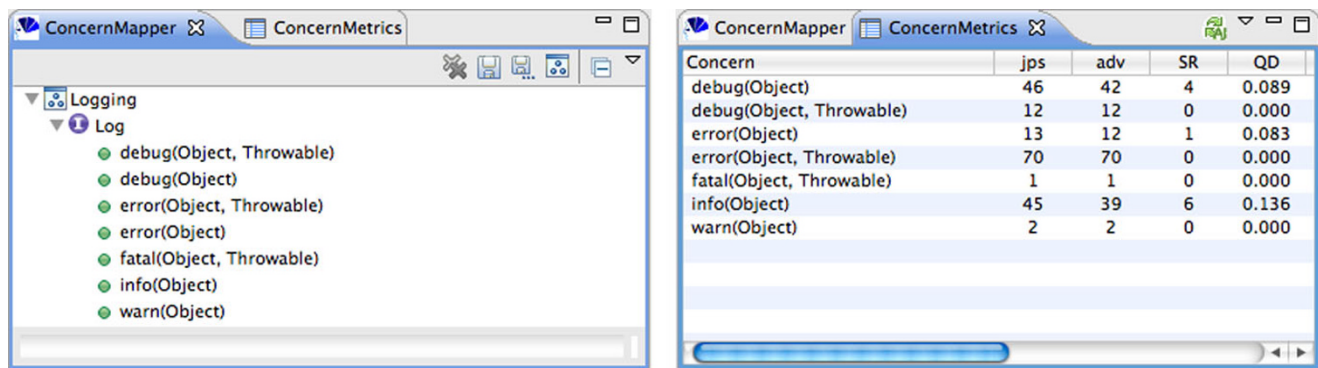 ConcernMapper ConcernMetrics
Logging
Log
debug(Object, Throwable)
debug(Object)
error(Object, Throwable)
error(Object)
fatal(Object, Throwable)
info(Object)
warn(Object)
ConcernMapper ConcernMetrics
Concern jps adv SR QD
debug(Object) 46 42 4 0.089
debug(Object, Throwable) 12 12 0 0.000
error(Object) 13 12 1 0.083
error(Object, Throwable) 70 70 0 0.000
fatal(Object, Throwable) 1 1 0 0.000
info(Object) 45 39 6 0.136
warn(Object) 2 2 0 0.000